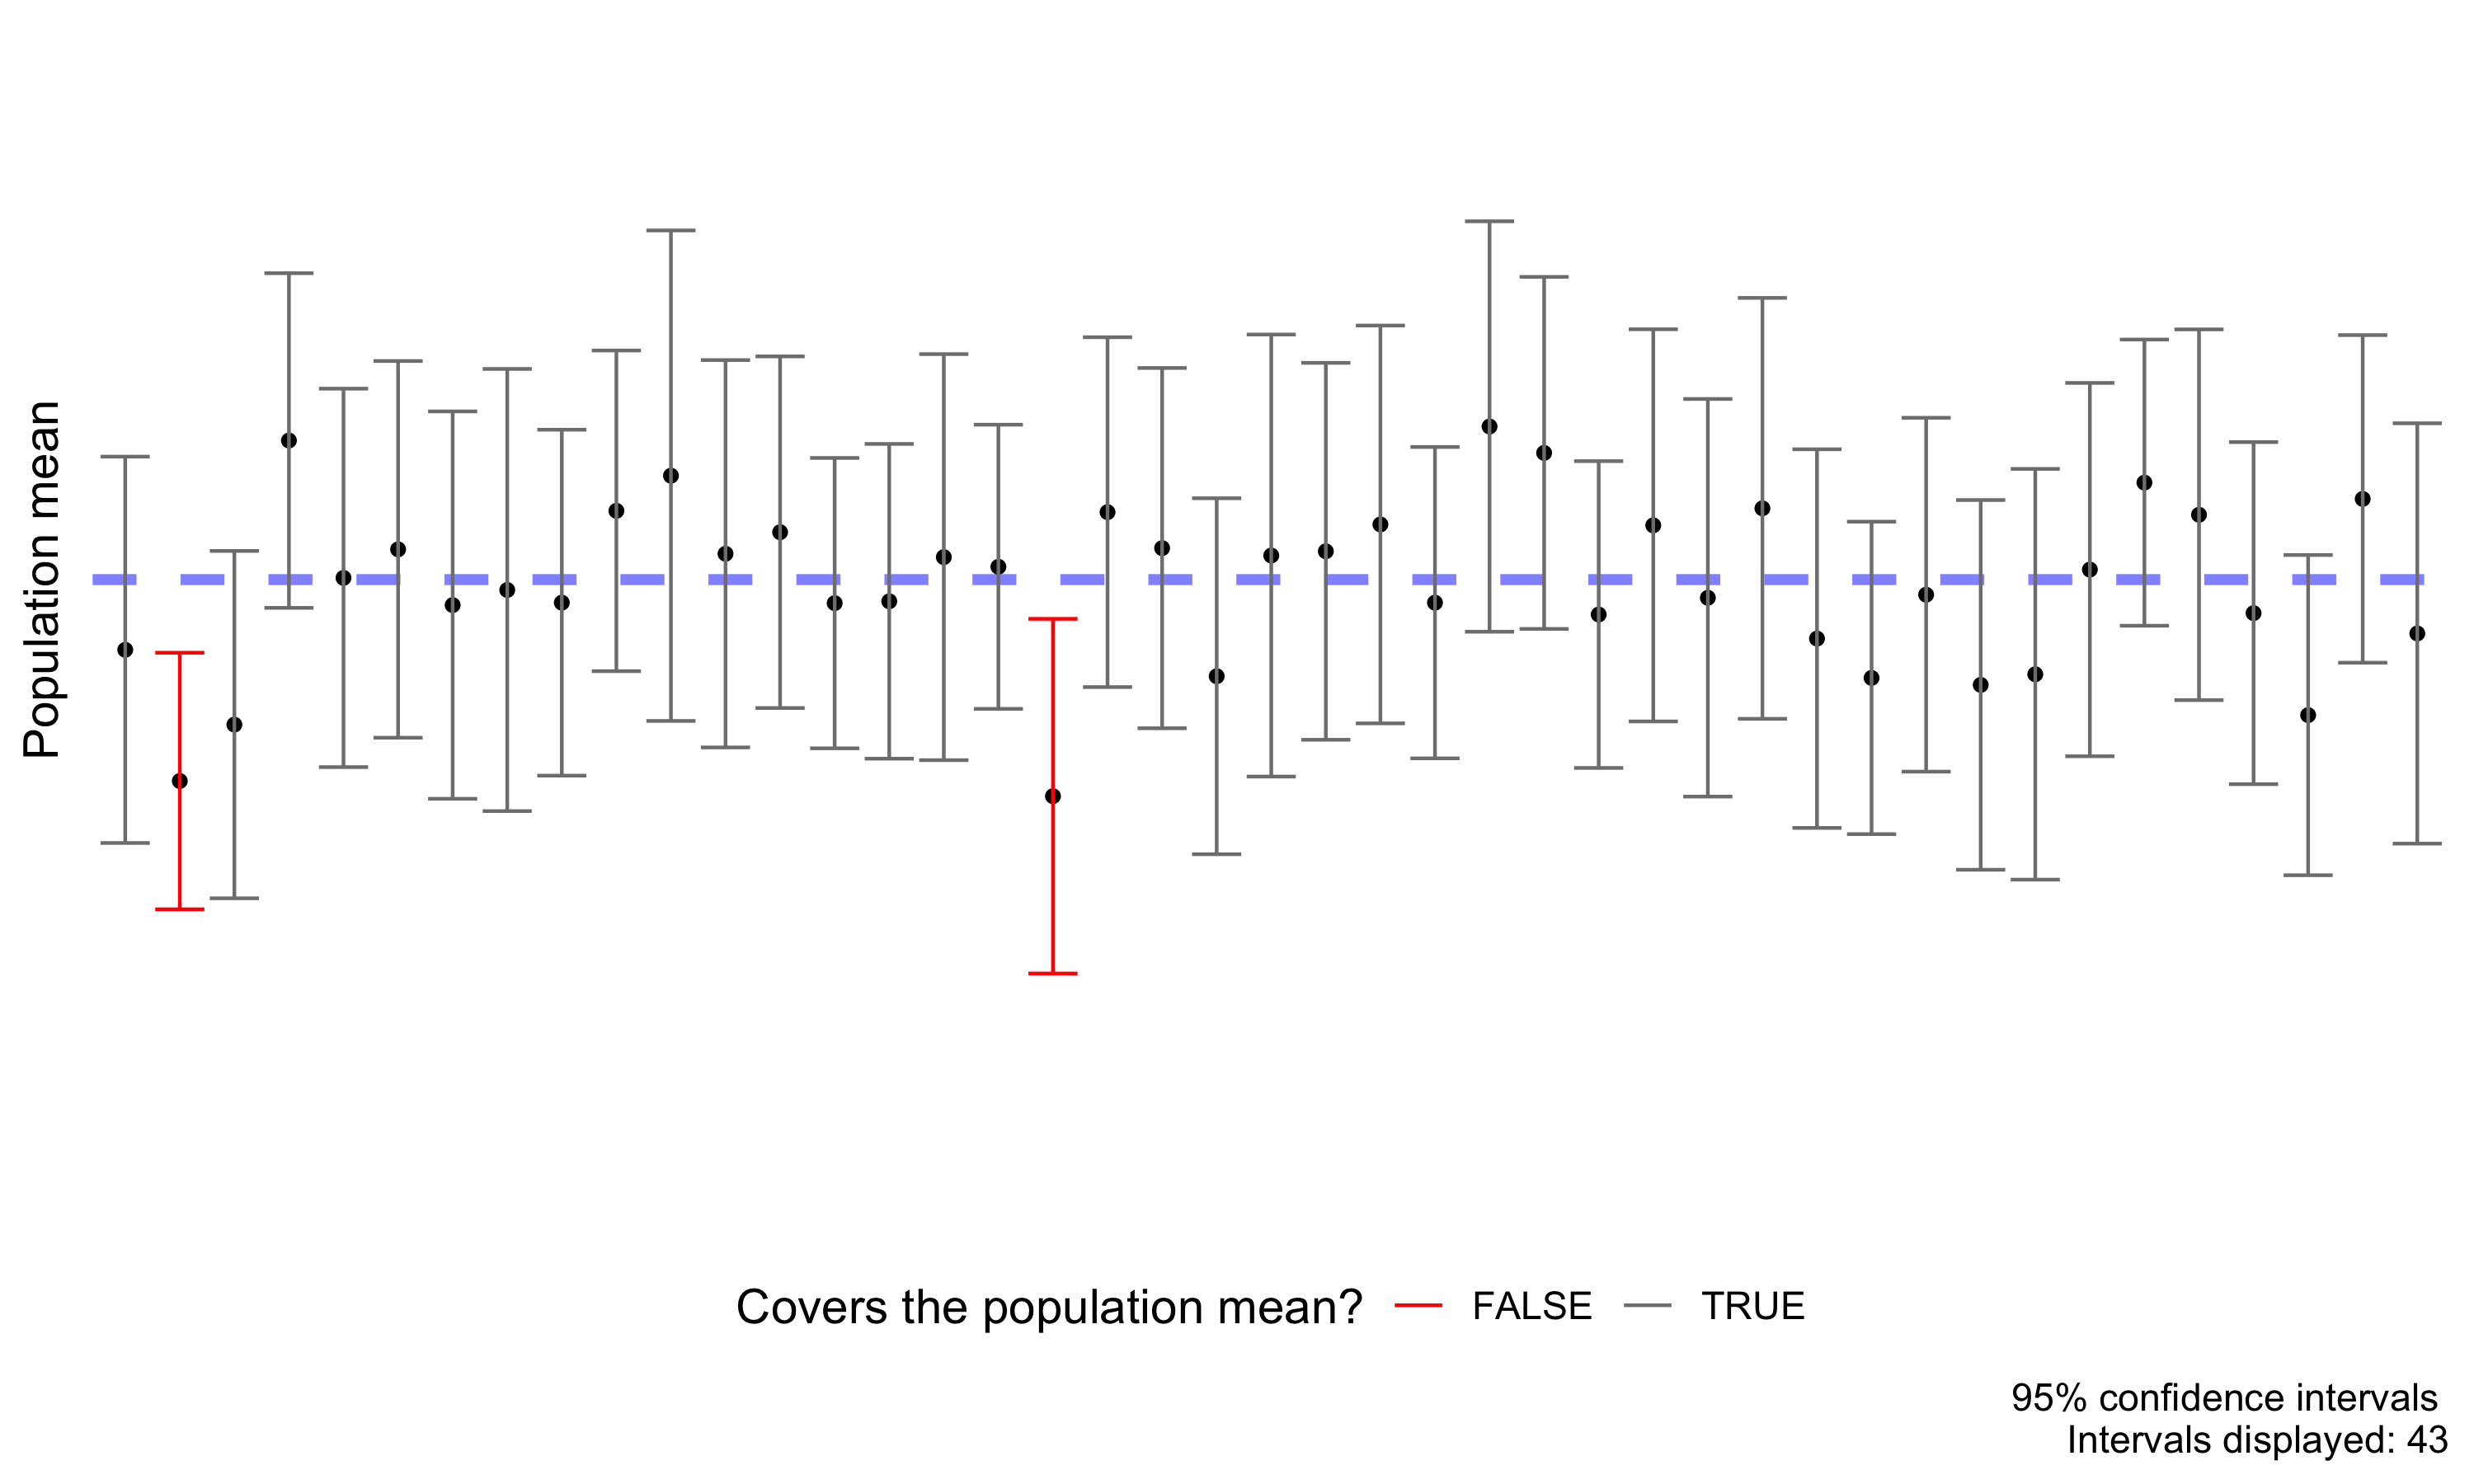 Population mean
Covers the population mean? FALSE TRUE
95% confidence intervals
Intervals displayed: 43